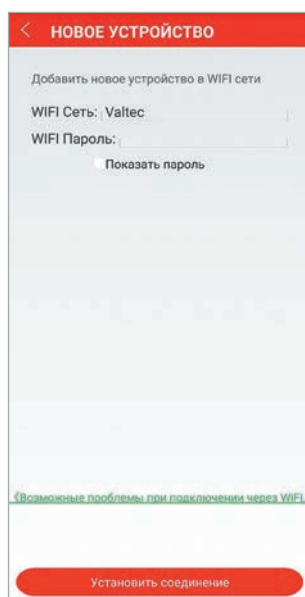 НОВОЕ УСТРОЙСТВО
Добавить новое устройство в WIFI сети
WIFI Сеть: Valtec
WIFI Пароль:
Показать пароль
《Возможные проблемы при подключении через WiFi.
Установить соединение